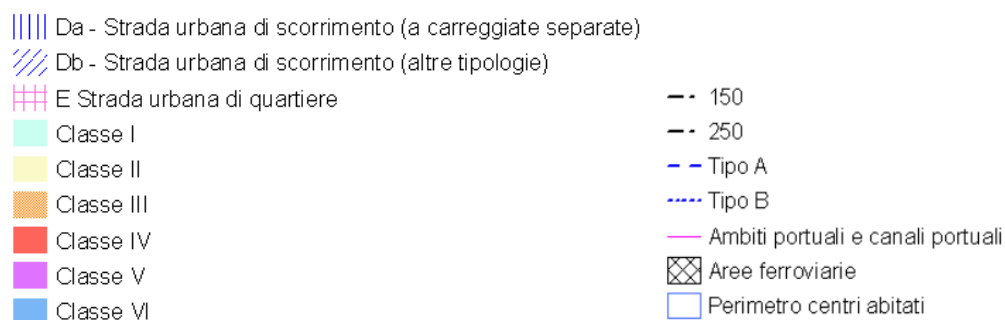 Da - Strada urbana di scorrimento (a carreggiate separate)
Db - Strada urbana di scorrimento (altre tipologie)
E Strada urbana di quartiere
Classe I
Classe II
Classe III
Classe IV
Classe V
Classe VI
150
250
Tipo A
Tipo B
Ambiti portuali e canali portuali
Aree ferroviarie
Perimetro centri abitati